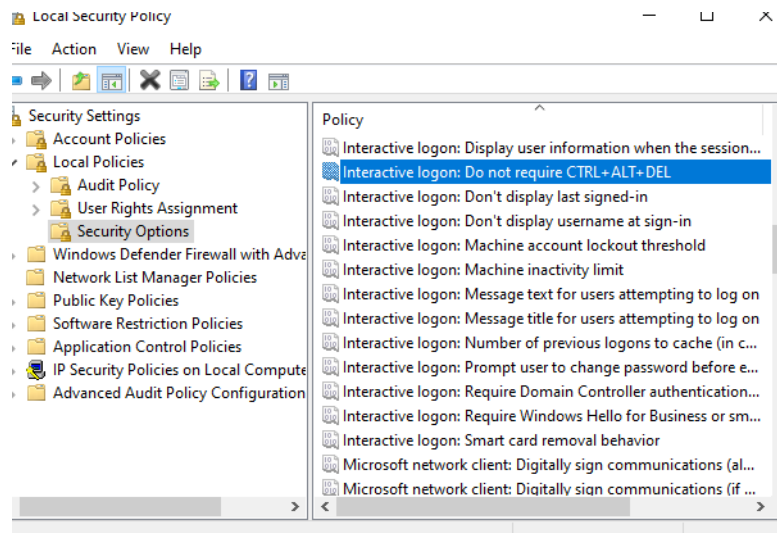 Local Security Policy
File Action View Help
Security Settings
Account Policies
Local Policies
Audit Policy
User Rights Assignment
Security Options
Windows Defender Firewall with Adva
Network List Manager Policies
Public Key Policies
Software Restriction Policies
Application Control Policies
IP Security Policies on Local Compute
Advanced Audit Policy Configuration
Policy
Interactive logon: Display user information when the session...
Interactive logon: Do not require CTRL+ALT+DEL
Interactive logon: Don't display last signed-in
Interactive logon: Don't display username at sign-in
Interactive logon: Machine account lockout threshold
Interactive logon: Machine inactivity limit
Interactive logon: Message text for users attempting to log on
Interactive logon: Message title for users attempting to log on
Interactive logon: Number of previous logons to cache (in c...
Interactive logon: Prompt user to change password before e...
Interactive logon: Require Domain Controller authentication...
Interactive logon: Require Windows Hello for Business or sm...
Interactive logon: Smart card removal behavior
Microsoft network client: Digitally sign communications (al...
Microsoft network client: Digitally sign communications (if ...